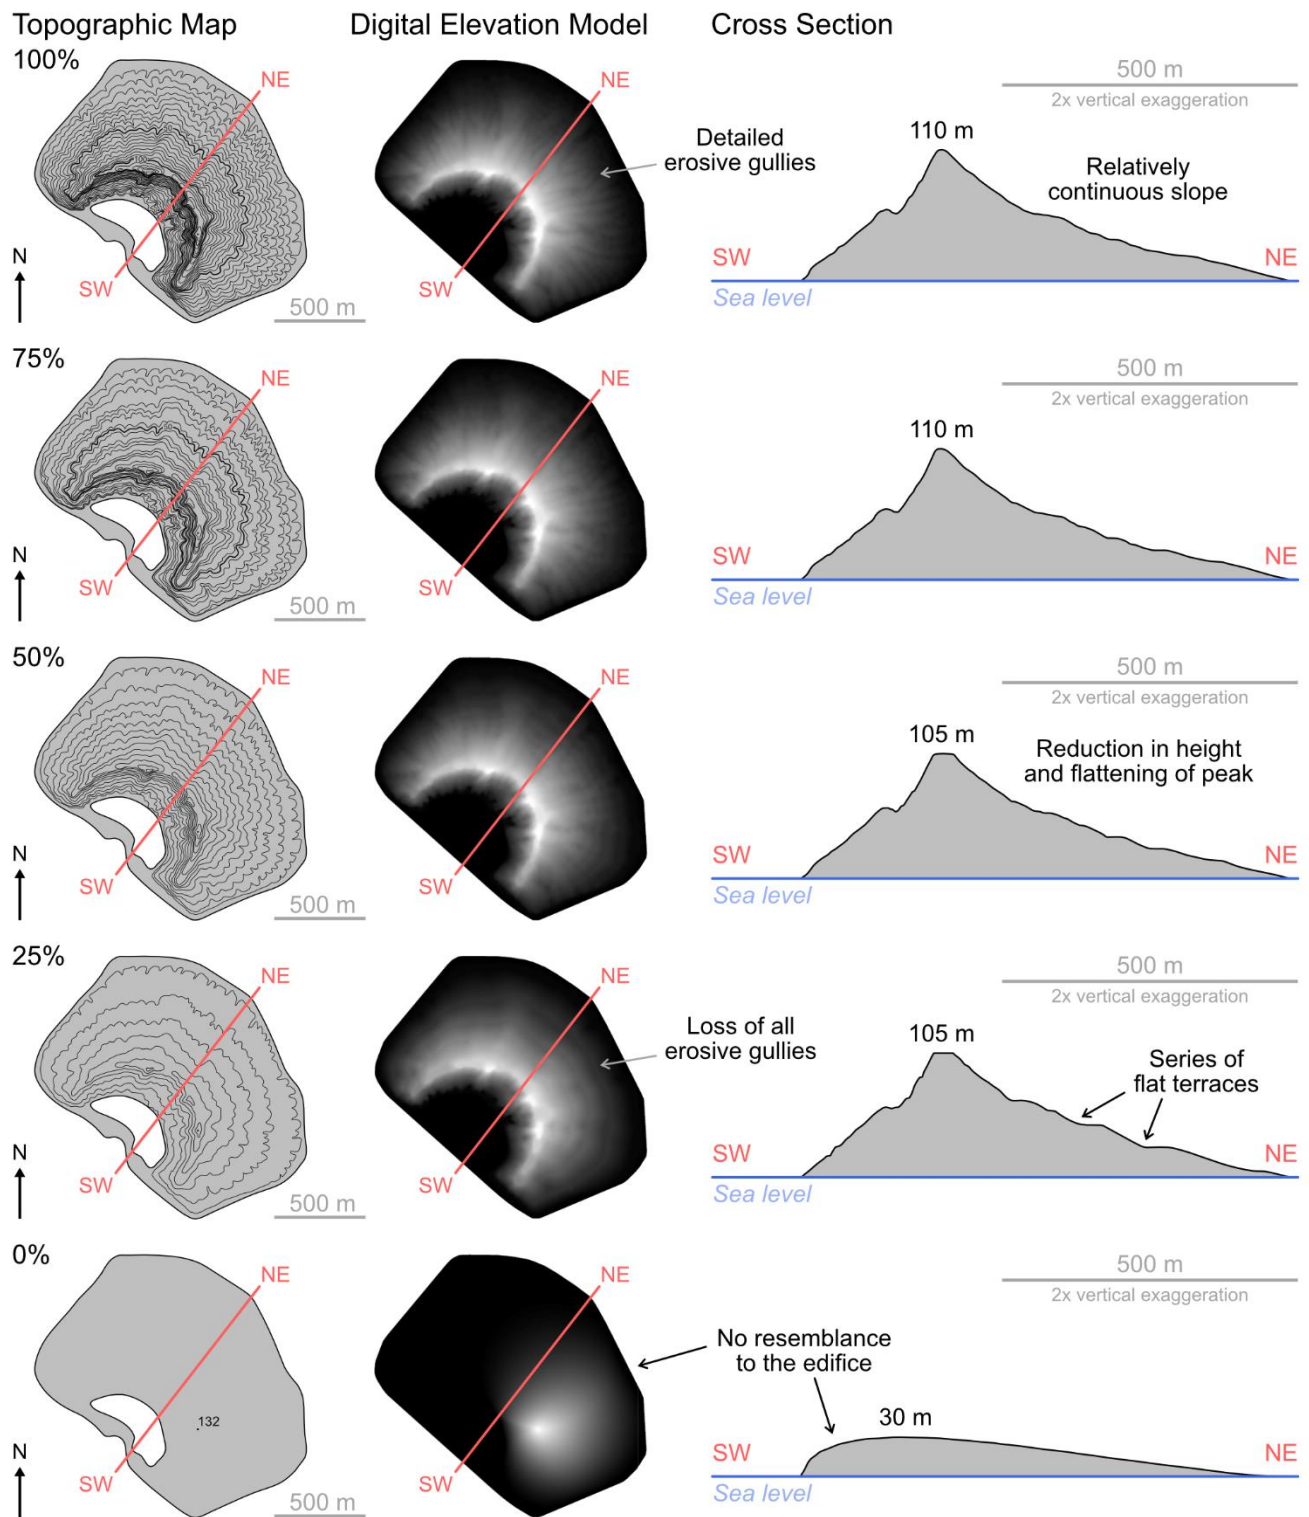 Topographic Map
Digital Elevation Model
Cross Section
100%
NE
SW
N
500 m
NE
SW
Detailed
erosive gullies
500 m
2x vertical exaggeration
110 m
Relatively
continuous slope
SW
NE
Sea level
75%
NE
SW
N
500 m
NE
SW
500 m
2x vertical exaggeration
110 m
SW
NE
Sea level
50%
NE
SW
N
500 m
NE
SW
500 m
2x vertical exaggeration
105 m
Reduction in height
and flattening of peak
SW
NE
Sea level
25%
NE
SW
N
500 m
NE
SW
Loss of all
erosive gullies
500 m
2x vertical exaggeration
105 m
Series of
flat terraces
SW
NE
Sea level
0%
NE
132
SW
N
500 m
NE
SW
No resemblance
to the edifice
500 m
2x vertical exaggeration
30 m
SW
NE
Sea level